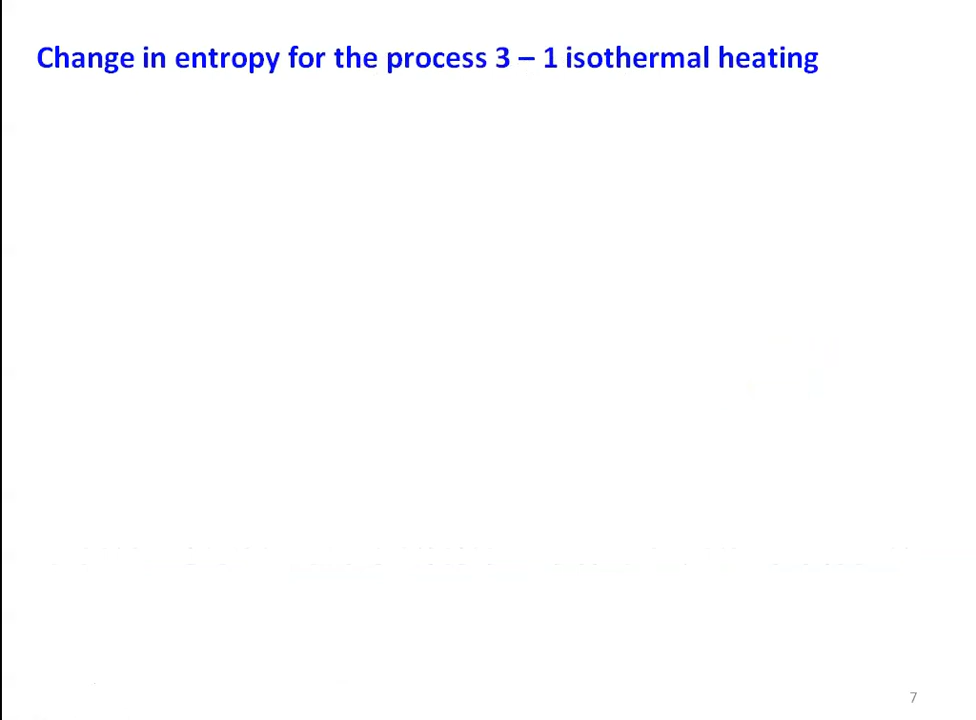 Change in entropy for the process 3 – 1 isothermal heating
7